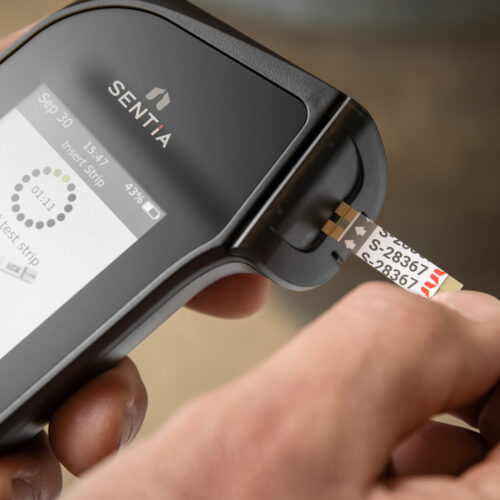 SENTIA
Sep 30
15:47
43%
Insert Strip
01:11
test strip
S-28367
S-28367